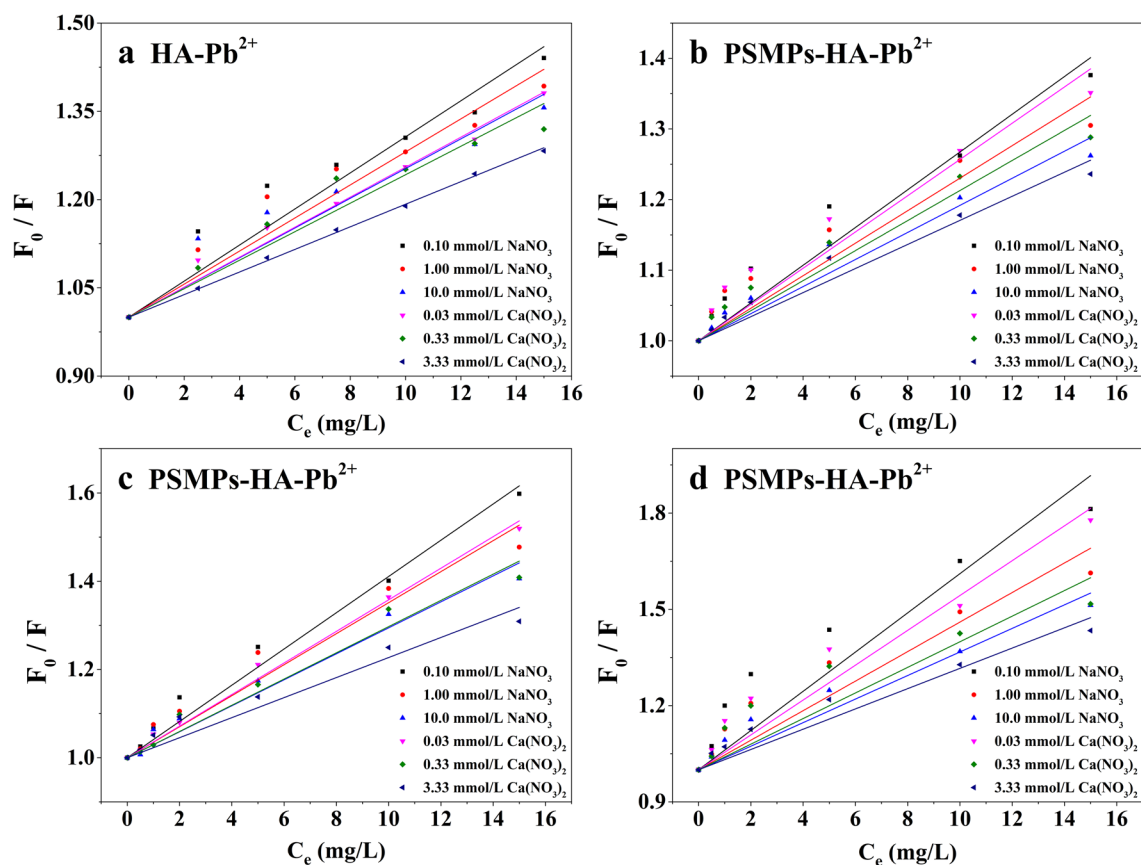 a HA-Pb²⁺
1.50
1.35
1.20
1.05
0.90
F₀ / F
0.10 mmol/L NaNO₃
1.00 mmol/L NaNO₃
10.0 mmol/L NaNO₃
0.03 mmol/L Ca(NO₃)₂
0.33 mmol/L Ca(NO₃)₂
3.33 mmol/L Ca(NO₃)₂
0 2 4 6 8 10 12 14 16
Cₑ (mg/L)
b PSMPs-HA-Pb²⁺
1.4
1.3
1.2
1.1
1.0
F₀ / F
0.10 mmol/L NaNO₃
1.00 mmol/L NaNO₃
10.0 mmol/L NaNO₃
0.03 mmol/L Ca(NO₃)₂
0.33 mmol/L Ca(NO₃)₂
3.33 mmol/L Ca(NO₃)₂
0 2 4 6 8 10 12 14 16
Cₑ (mg/L)
c PSMPs-HA-Pb²⁺
1.6
1.4
1.2
1.0
F₀ / F
0.10 mmol/L NaNO₃
1.00 mmol/L NaNO₃
10.0 mmol/L NaNO₃
0.03 mmol/L Ca(NO₃)₂
0.33 mmol/L Ca(NO₃)₂
3.33 mmol/L Ca(NO₃)₂
0 2 4 6 8 10 12 14 16
Cₑ (mg/L)
d PSMPs-HA-Pb²⁺
1.8
1.5
1.2
0.9
F₀ / F
0.10 mmol/L NaNO₃
1.00 mmol/L NaNO₃
10.0 mmol/L NaNO₃
0.03 mmol/L Ca(NO₃)₂
0.33 mmol/L Ca(NO₃)₂
3.33 mmol/L Ca(NO₃)₂
0 2 4 6 8 10 12 14 16
Cₑ (mg/L)